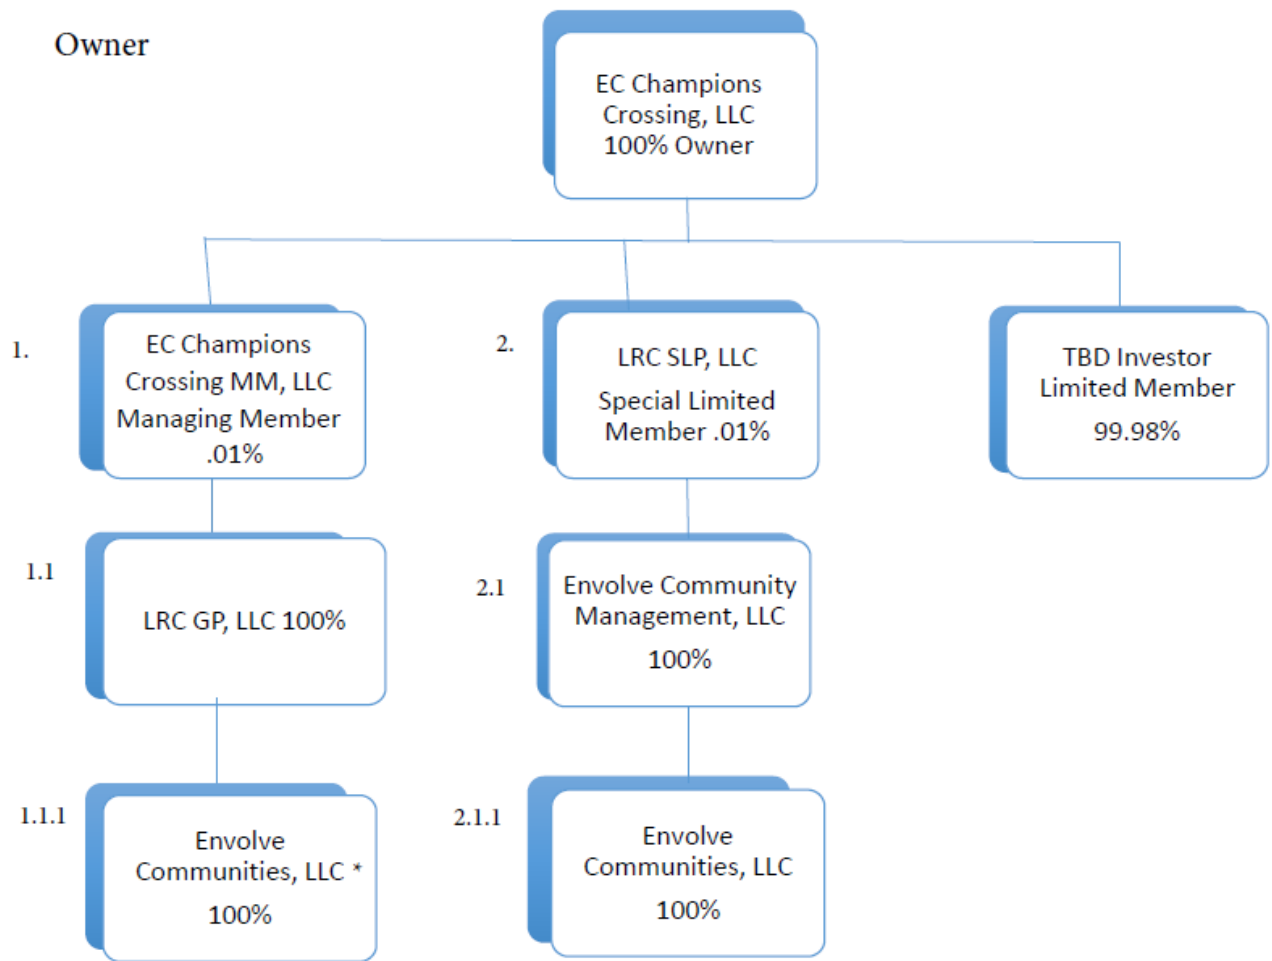 Owner
EC Champions
Crossing, LLC
100% Owner
1.
EC Champions
Crossing MM, LLC
Managing Member
.01%
2.
LRC SLP, LLC
Special Limited
Member .01%
TBD Investor
Limited Member
99.98%
1.1
LRC GP, LLC 100%
2.1
Envolve Community
Management, LLC
100%
1.1.1
Envolve
Communities, LLC *
100%
2.1.1
Envolve
Communities, LLC
100%